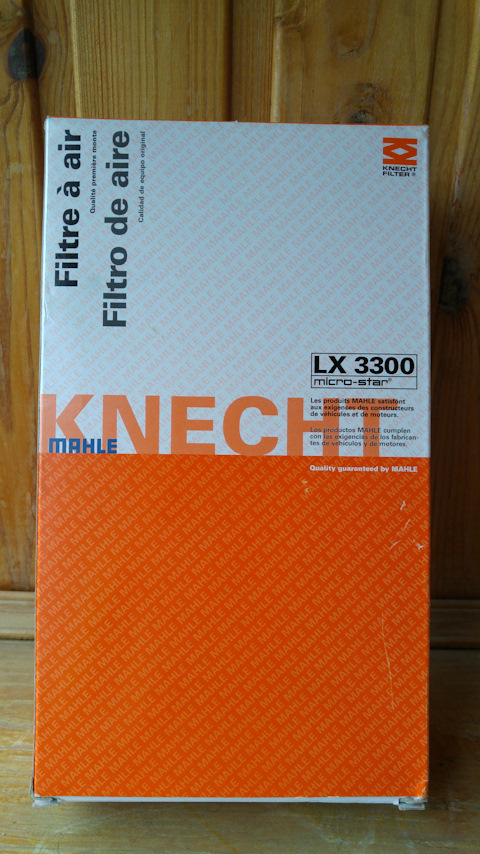 Filtre à air
Qualité première monte
Filtro de aire
Calidad de equipo original
KNECHT
FILTER ®
LX 3300
micro-star®
Les produits MAHLE satisfont
aux exigences des constructeurs
de véhicules et de moteurs.
Los productos MAHLE cumplen
con las exigencias de los fabrican-
tes de vehículos y de motores.
KNECHT
MAHLE
Quality guaranteed by MAHLE